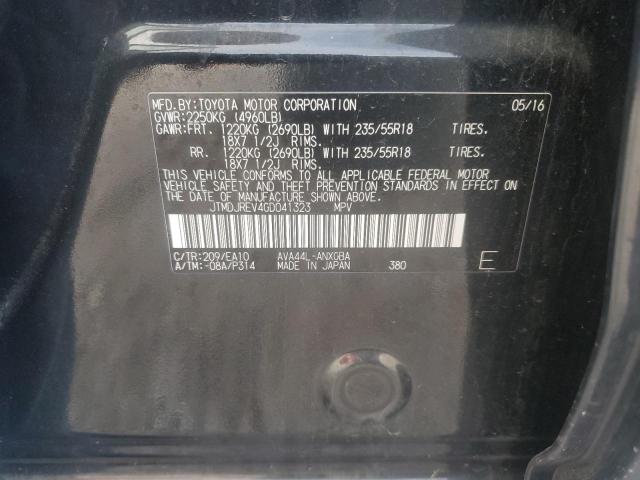 MFD.BY:TOYOTA MOTOR CORPORATION 05/16
GVWR:2250KG (4960LB)
GAWR:FRT. 1220KG (2690LB) WITH 235/55R18 TIRES.
18X7 1/2J RIMS.
RR. 1220KG (2690LB) WITH 235/55R18 TIRES.
18X7 1/2J RIMS.
THIS VEHICLE CONFORMS TO ALL APPLICABLE FEDERAL MOTOR
VEHICLE SAFETY AND THEFT PREVENTION STANDARDS IN EFFECT ON
THE DATE OF MANUFACTURE SHOWN ABOVE.
JTMDJREV4GD041323 MPV
C/TR:209/EA10 AVA44L-ANXGBA
A/TM:-08A/P314 MADE IN JAPAN 380 E